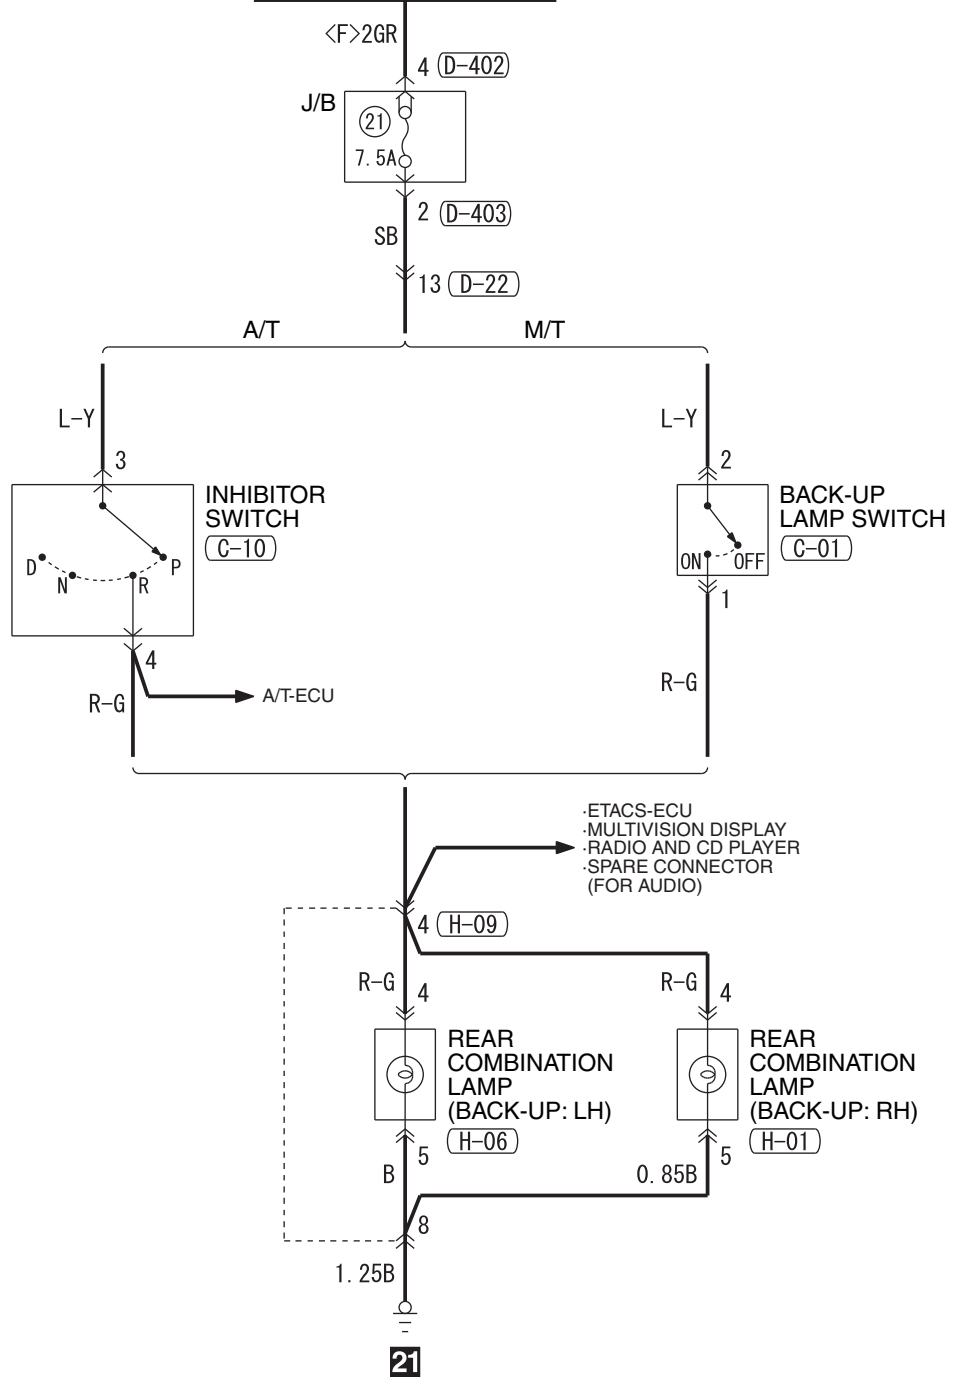 <F>2GR
4 D-402
J/B
21
7.5A
2 D-403
SB
13 D-22
A/T
M/T
L-Y
3
INHIBITOR
SWITCH
C-10
D
N
R
P
4
R-G
A/T-ECU
L-Y
2
BACK-UP
LAMP SWITCH
C-01
ON
OFF
1
R-G
·ETACS-ECU
·MULTIVISION DISPLAY
·RADIO AND CD PLAYER
·SPARE CONNECTOR
(FOR AUDIO)
4 H-09
R-G
4
REAR
COMBINATION
LAMP
(BACK-UP: LH)
H-06
5
B
R-G
4
REAR
COMBINATION
LAMP
(BACK-UP: RH)
H-01
5
0.85B
8
1.25B
21